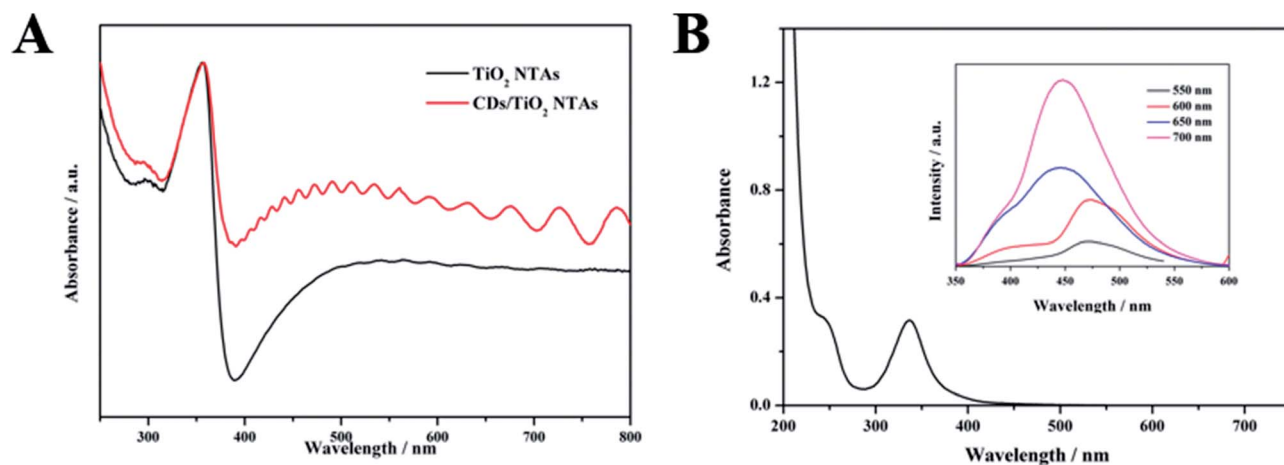 A
TiO2 NTAs
CDs/TiO2 NTAs
Absorbance / a.u.
300 400 500 600 700 800
Wavelength / nm
B
1.2
0.8
0.4
0.0
Absorbance
200 300 400 500 600 700
Wavelength / nm
550 nm
600 nm
650 nm
700 nm
Intensity / a.u.
350 400 450 500 550 600
Wavelength / nm